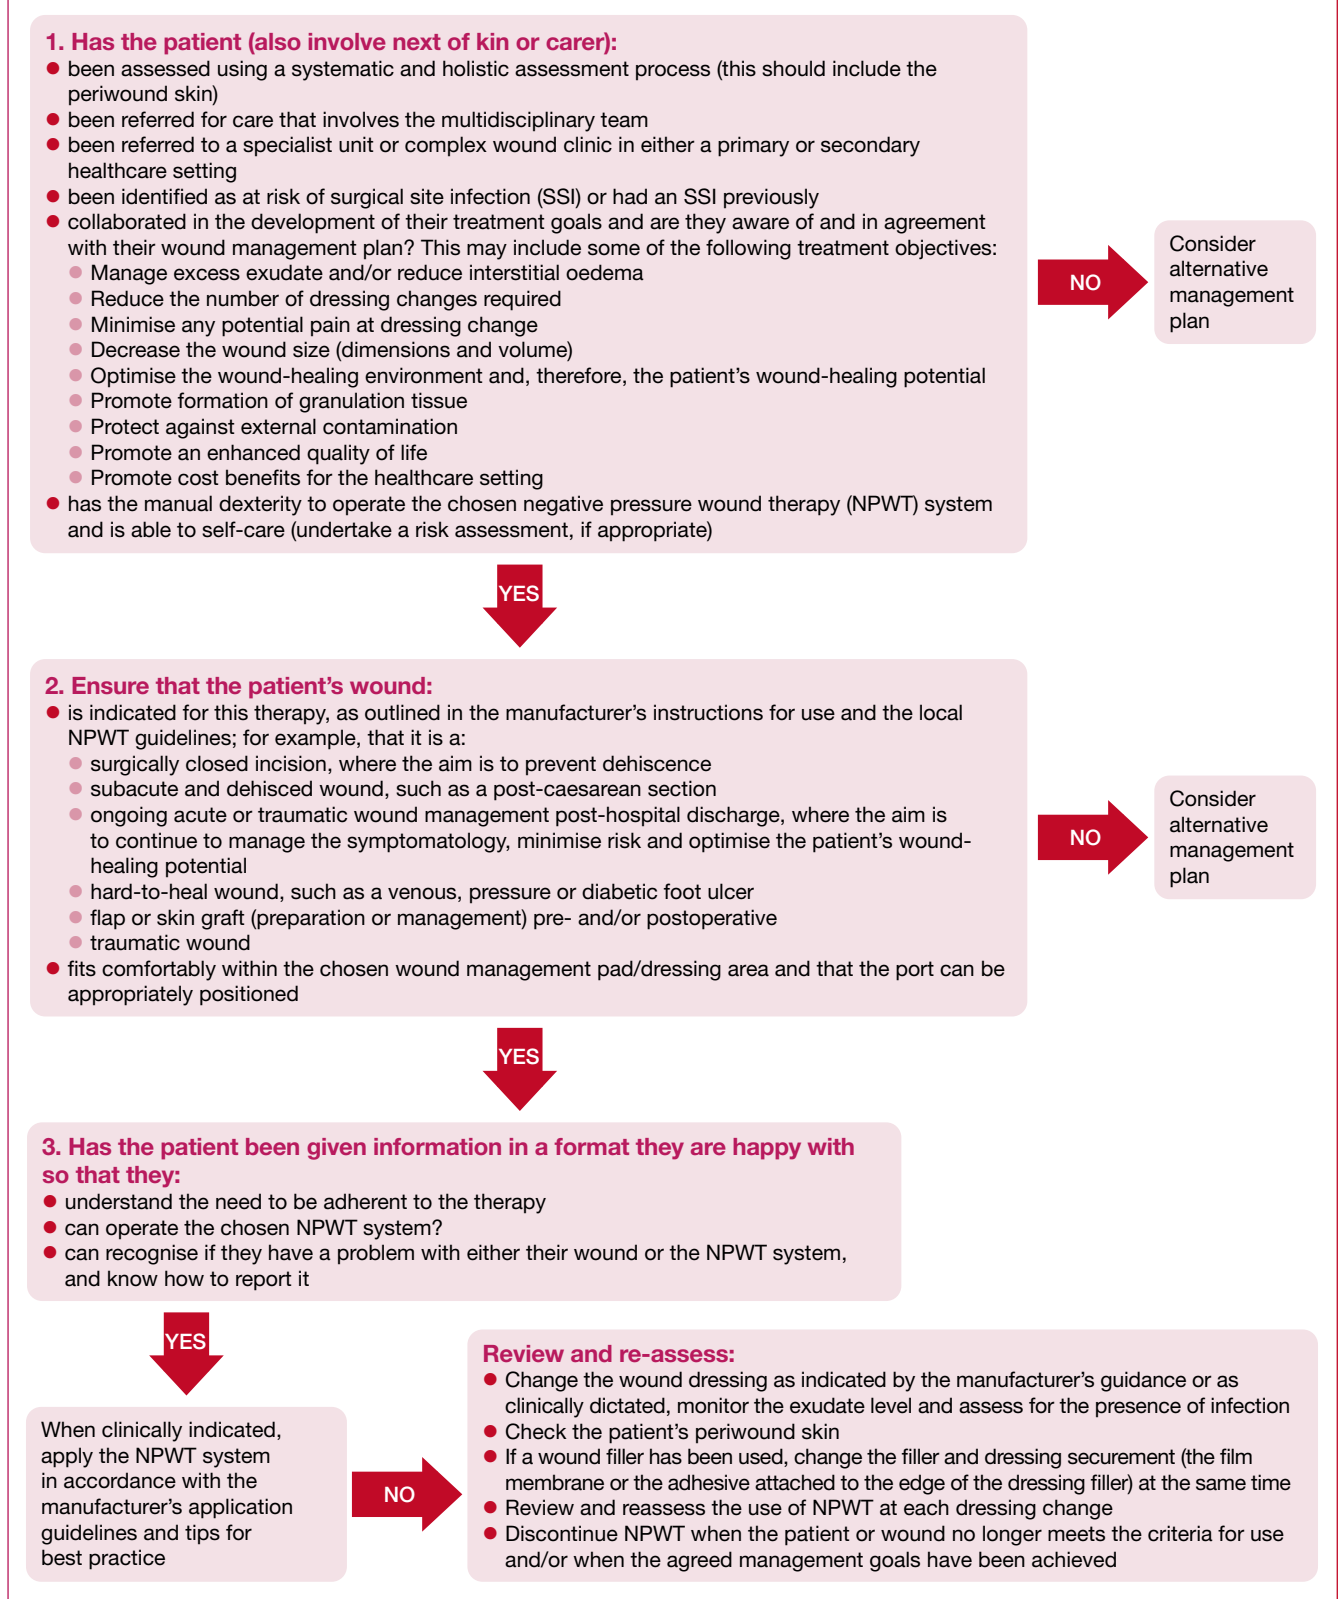 1. Has the patient (also involve next of kin or carer):
● been assessed using a systematic and holistic assessment process (this should include the
periwound skin)
● been referred for care that involves the multidisciplinary team
● been referred to a specialist unit or complex wound clinic in either a primary or secondary
healthcare setting
● been identified as at risk of surgical site infection (SSI) or had an SSI previously
● collaborated in the development of their treatment goals and are they aware of and in agreement
with their wound management plan? This may include some of the following treatment objectives:
● Manage excess exudate and/or reduce interstitial oedema
● Reduce the number of dressing changes required
● Minimise any potential pain at dressing change
● Decrease the wound size (dimensions and volume)
● Optimise the wound-healing environment and, therefore, the patient’s wound-healing potential
● Promote formation of granulation tissue
● Protect against external contamination
● Promote an enhanced quality of life
● Promote cost benefits for the healthcare setting
● has the manual dexterity to operate the chosen negative pressure wound therapy (NPWT) system
and is able to self-care (undertake a risk assessment, if appropriate)
NO
Consider
alternative
management
plan
YES
2. Ensure that the patient’s wound:
● is indicated for this therapy, as outlined in the manufacturer’s instructions for use and the local
NPWT guidelines; for example, that it is a:
● surgically closed incision, where the aim is to prevent dehiscence
● subacute and dehisced wound, such as a post-caesarean section
● ongoing acute or traumatic wound management post-hospital discharge, where the aim is
to continue to manage the symptomatology, minimise risk and optimise the patient’s wound-
healing potential
● hard-to-heal wound, such as a venous, pressure or diabetic foot ulcer
● flap or skin graft (preparation or management) pre- and/or postoperative
● traumatic wound
● fits comfortably within the chosen wound management pad/dressing area and that the port can be
appropriately positioned
NO
Consider
alternative
management
plan
YES
3. Has the patient been given information in a format they are happy with
so that they:
● understand the need to be adherent to the therapy
● can operate the chosen NPWT system?
● can recognise if they have a problem with either their wound or the NPWT system,
and know how to report it
YES
When clinically indicated,
apply the NPWT system
in accordance with the
manufacturer’s application
guidelines and tips for
best practice
NO
Review and re-assess:
● Change the wound dressing as indicated by the manufacturer’s guidance or as
clinically dictated, monitor the exudate level and assess for the presence of infection
● Check the patient’s periwound skin
● If a wound filler has been used, change the filler and dressing securement (the film
membrane or the adhesive attached to the edge of the dressing filler) at the same time
● Review and reassess the use of NPWT at each dressing change
● Discontinue NPWT when the patient or wound no longer meets the criteria for use
and/or when the agreed management goals have been achieved